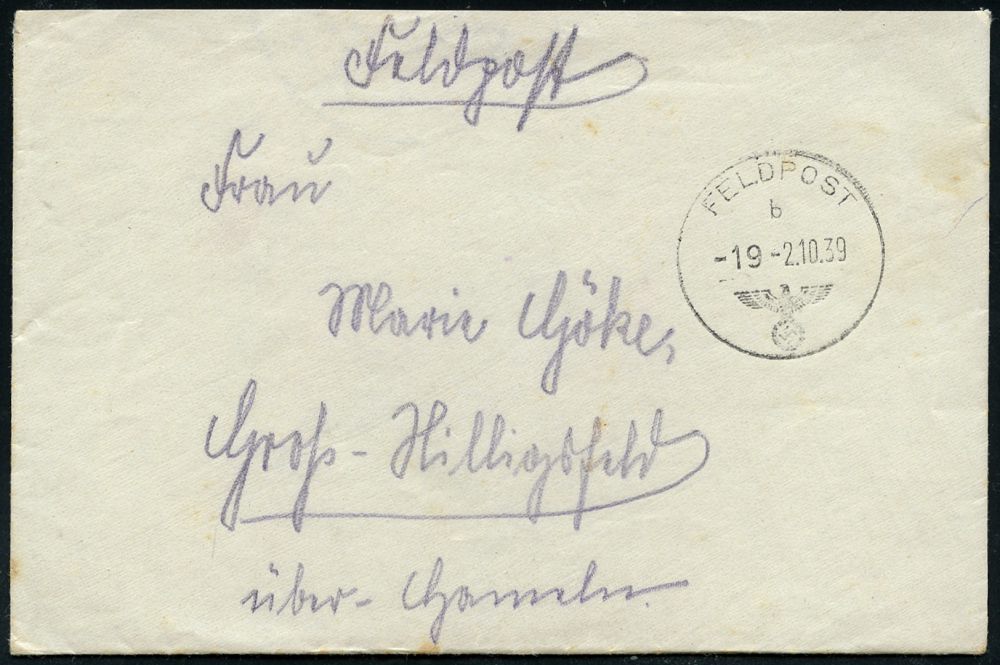 Feldpost
Frau
Marie Göke,
Groß-Hilligsfeld
über-Hameln.
FELDPOST
b
-19-2.10.39